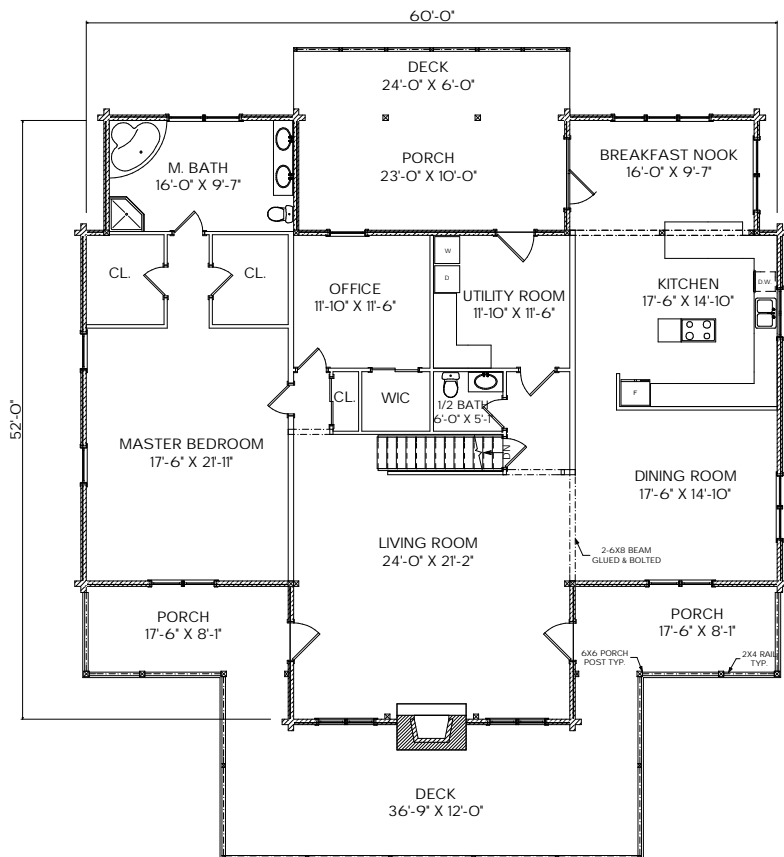 60'-0"
DECK
24'-0" X 6'-0"
M. BATH
16'-0" X 9'-7"
PORCH
23'-0" X 10'-0"
BREAKFAST NOOK
16'-0" X 9'-7"
CL.
CL.
OFFICE
11'-10" X 11'-6"
W
D
UTILITY ROOM
11'-10" X 11'-6"
KITCHEN
17'-6" X 14'-10"
D.W.
F
CL.
WIC
1/2 BATH
6'-0" X 5'-1"
52'-0"
MASTER BEDROOM
17'-6" X 21'-11"
DN
DINING ROOM
17'-6" X 14'-10"
LIVING ROOM
24'-0" X 21'-2"
2-6X8 BEAM
GLUED & BOLTED
PORCH
17'-6" X 8'-1"
PORCH
17'-6" X 8'-1"
6X6 PORCH
POST TYP.
2X4 RAIL
TYP.
DECK
36'-9" X 12'-0"